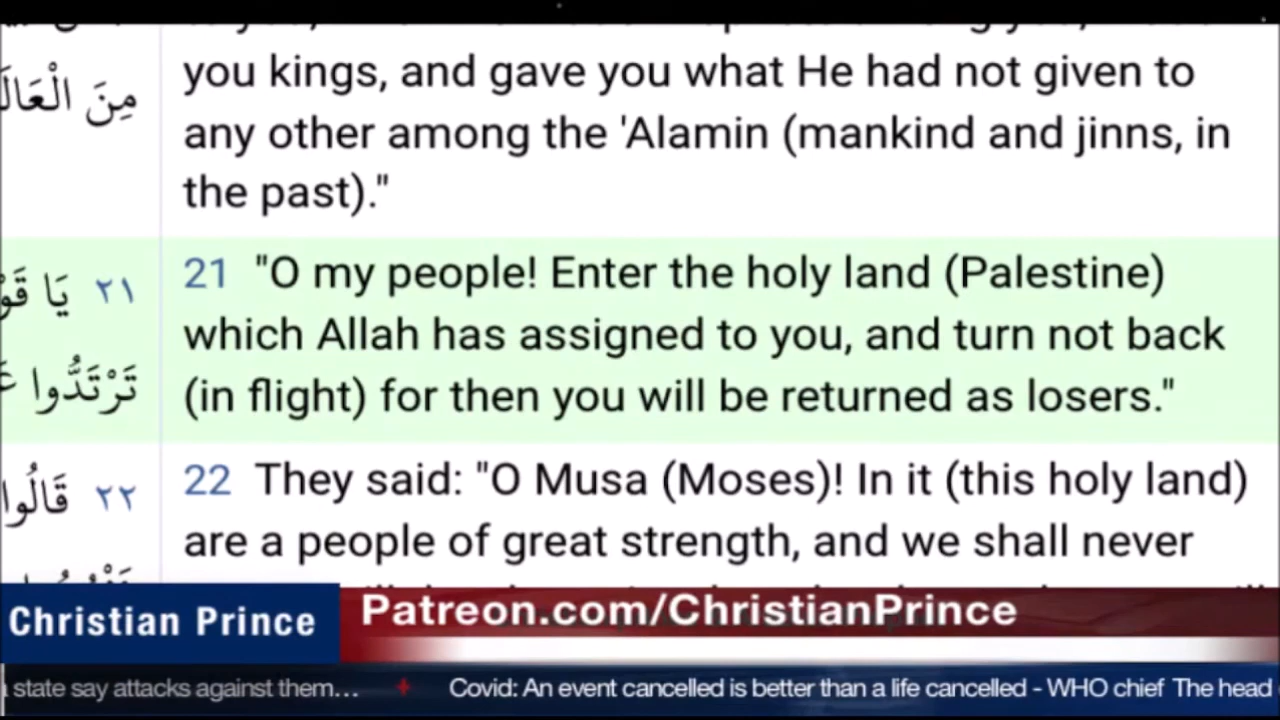 you kings, and gave you what He had not given to
مِنَ
any other among the 'Alamin (mankind and jinns, in
the past)."
٢١ يَا
21 "O my people! Enter the holy land (Palestine)
which Allah has assigned to you, and turn not back
تَرْتَدُّوا
(in flight) for then you will be returned as losers."
٢٢ قَالُوا
22 They said: "O Musa (Moses)! In it (this holy land)
are a people of great strength, and we shall never
Christian Prince
Patreon.com/ChristianPrince
state say attacks against them… Covid: An event cancelled is better than a life cancelled - WHO chief The head